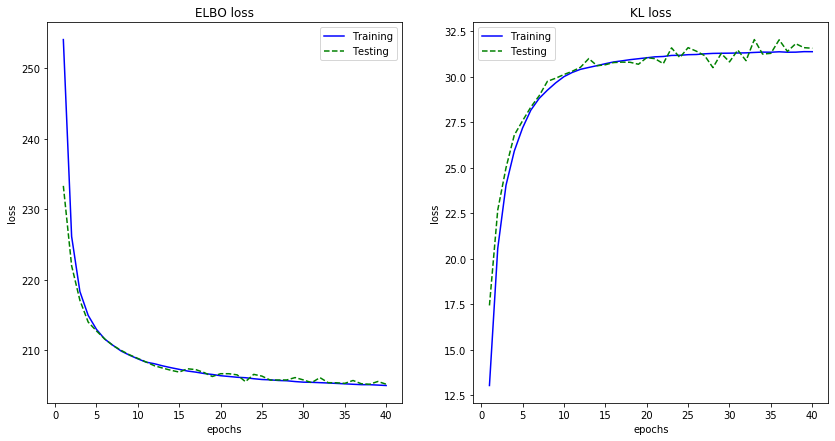 ELBO loss
Training
Testing
250
240
230
220
210
loss
0 5 10 15 20 25 30 35 40
epochs
KL loss
Training
Testing
32.5
30.0
27.5
25.0
22.5
20.0
17.5
15.0
12.5
loss
0 5 10 15 20 25 30 35 40
epochs